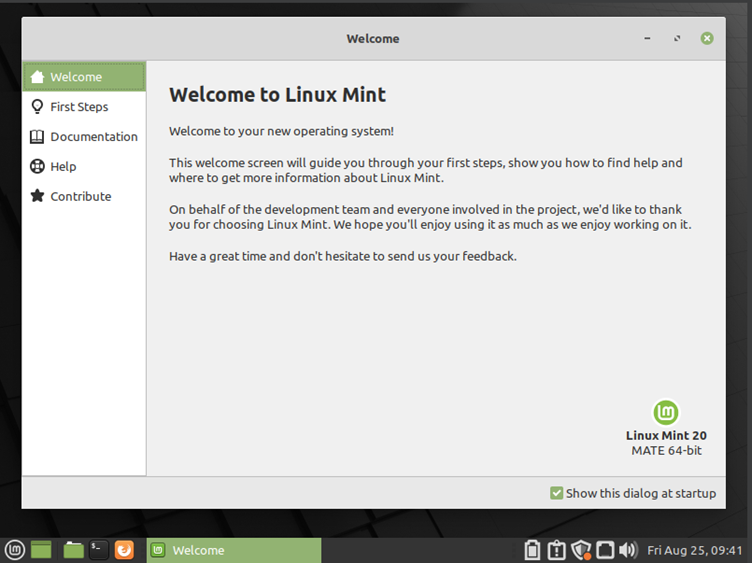 Welcome
Welcome
First Steps
Documentation
Help
Contribute
Welcome to Linux Mint
Welcome to your new operating system!
This welcome screen will guide you through your first steps, show you how to find help and
where to get more information about Linux Mint.
On behalf of the development team and everyone involved in the project, we'd like to thank
you for choosing Linux Mint. We hope you'll enjoy using it as much as we enjoy working on it.
Have a great time and don't hesitate to send us your feedback.
Linux Mint 20
MATE 64-bit
Show this dialog at startup
Welcome
Fri Aug 25, 09:41